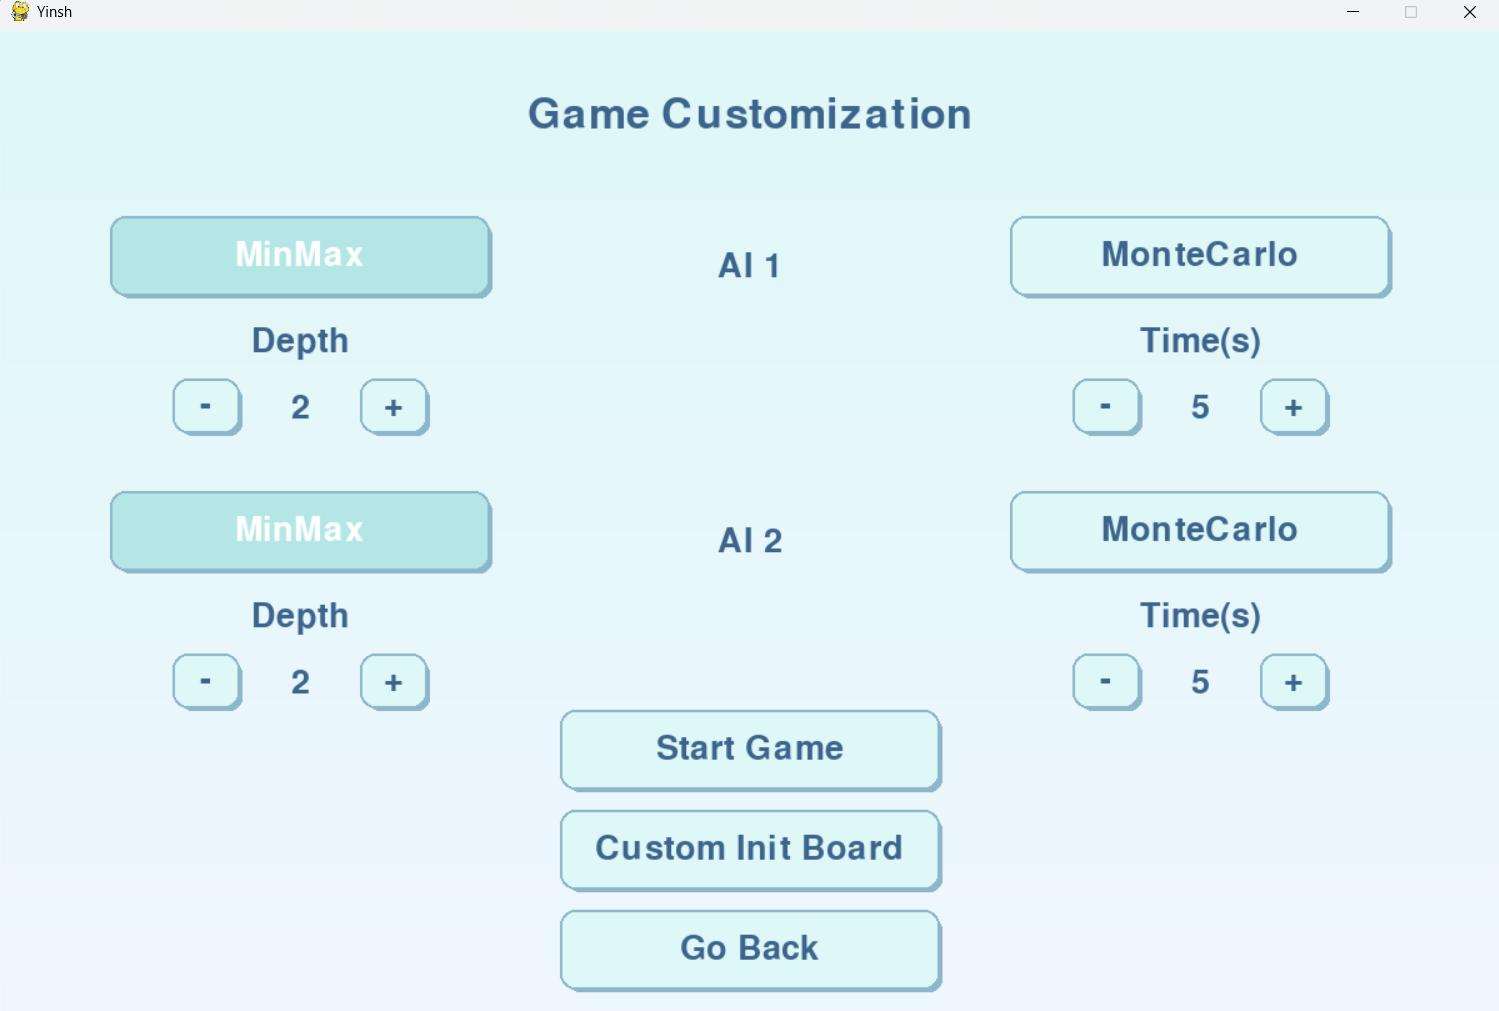 Yinsh
Game Customization
MinMax
AI 1
MonteCarlo
Depth
Time(s)
- 2 +
- 5 +
MinMax
AI 2
MonteCarlo
Depth
Time(s)
- 2 +
- 5 +
Start Game
Custom Init Board
Go Back